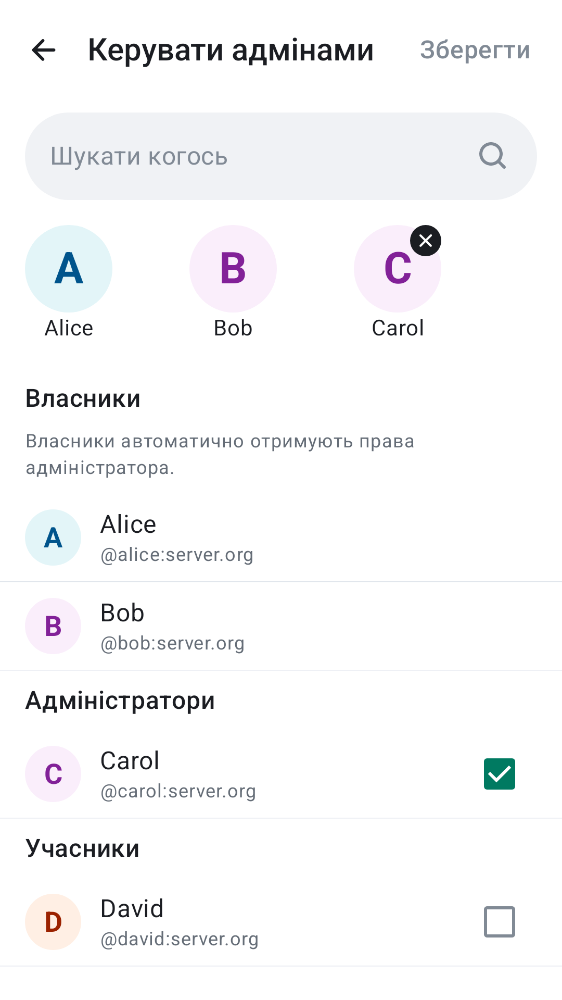 Керувати адмінами
Зберегти
Шукати когось
A
B
C
Alice
Bob
Carol
Власники
Власники автоматично отримують права
адміністратора.
A
Alice
@alice:server.org
B
Bob
@bob:server.org
Адміністратори
C
Carol
@carol:server.org
Учасники
D
David
@david:server.org